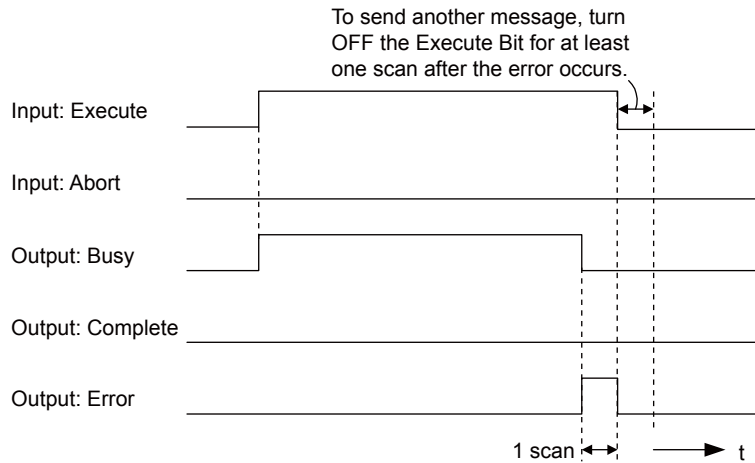 To send another message, turn
OFF the Execute Bit for at least
one scan after the error occurs.
Input: Execute
Input: Abort
Output: Busy
Output: Complete
Output: Error
1 scan
t